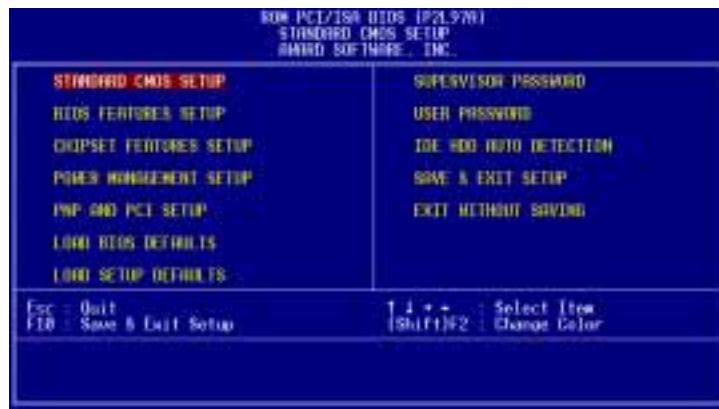 ROM PCI/ISA BIOS (P2L97A)
STANDARD CMOS SETUP
AWARD SOFTWARE, INC.
STANDARD CMOS SETUP
BIOS FEATURES SETUP
CHIPSET FEATURES SETUP
POWER MANAGEMENT SETUP
PNP AND PCI SETUP
LOAD BIOS DEFAULTS
LOAD SETUP DEFAULTS
SUPERVISOR PASSWORD
USER PASSWORD
IDE HDD AUTO DETECTION
SAVE & EXIT SETUP
EXIT WITHOUT SAVING
Esc : Quit
F10 : Save & Exit Setup
↑ ↓ → ← : Select Item
(Shift)F2 : Change Color